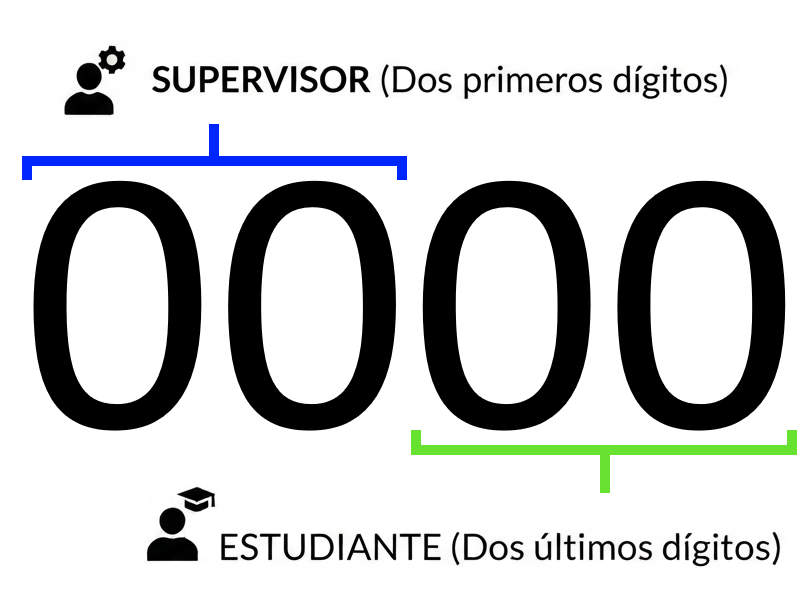 SUPERVISOR (Dos primeros dígitos)
0000
ESTUDIANTE (Dos últimos dígitos)